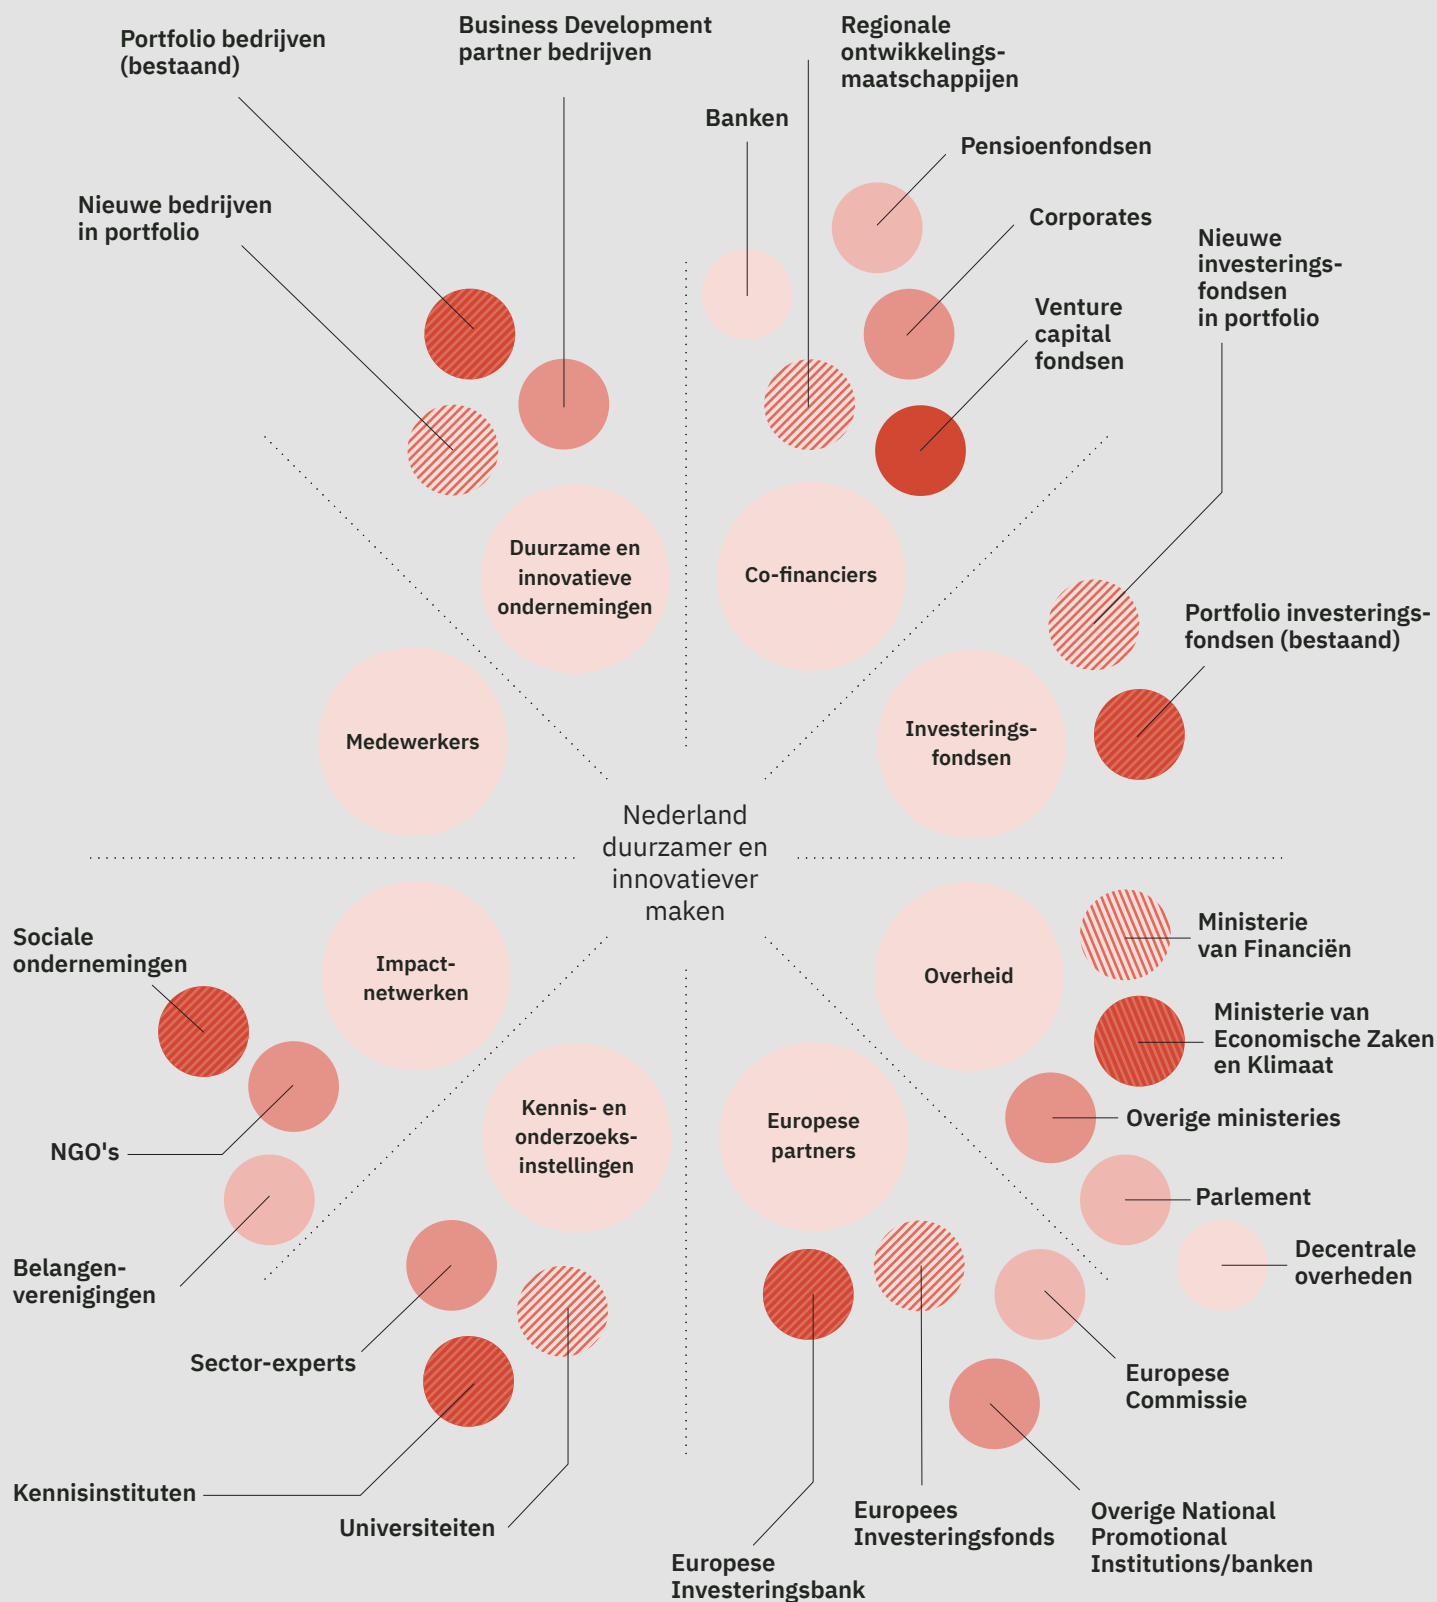 Portfolio bedrijven
(bestaand)
Business Development
partner bedrijven
Regionale
ontwikkelings-
maatschappijen
Banken
Pensioenfondsen
Nieuwe bedrijven
in portfolio
Corporates
Nieuwe
investerings-
fondsen
in portfolio
Venture
capital
fondsen
Duurzame en
innovatieve
ondernemingen
Co-financiers
Portfolio investerings-
fondsen (bestaand)
Medewerkers
Investerings-
fondsen
Nederland
duurzamer en
innovatiever
maken
Sociale
ondernemingen
Impact-
netwerken
Overheid
Ministerie
van Financiën
Ministerie van
Economische Zaken
en Klimaat
Kennis- en
onderzoeks-
instellingen
Europese
partners
Overige ministeries
NGO's
Parlement
Belangen-
verenigingen
Decentrale
overheden
Sector-experts
Europese
Commissie
Kennisinstituten
Universiteiten
Europees
Investeringsfonds
Overige National
Promotional
Institutions/banken
Europese
Investeringsbank